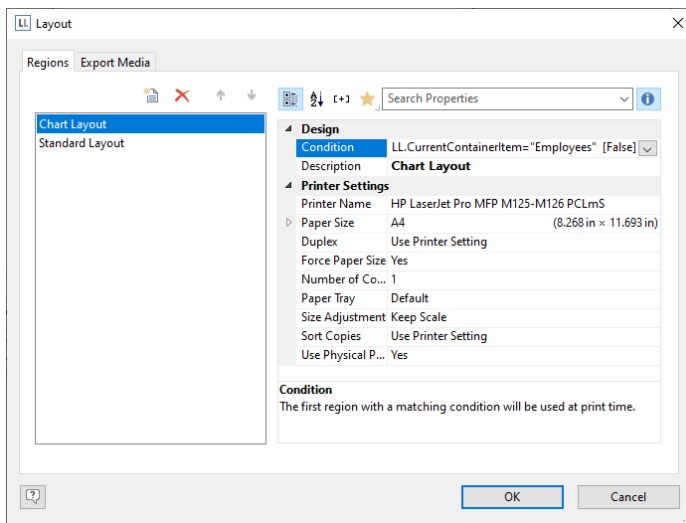 LL Layout
Regions Export Media
Search Properties
Chart Layout
Standard Layout
Design
Condition LL.CurrentContainerItem="Employees" [False]
Description Chart Layout
Printer Settings
Printer Name HP LaserJet Pro MFP M125-M126 PCLmS
Paper Size A4 (8.268 in × 11.693 in)
Duplex Use Printer Setting
Force Paper Size Yes
Number of Co... 1
Paper Tray Default
Size Adjustment Keep Scale
Sort Copies Use Printer Setting
Use Physical P... Yes
Condition
The first region with a matching condition will be used at print time.
OK Cancel